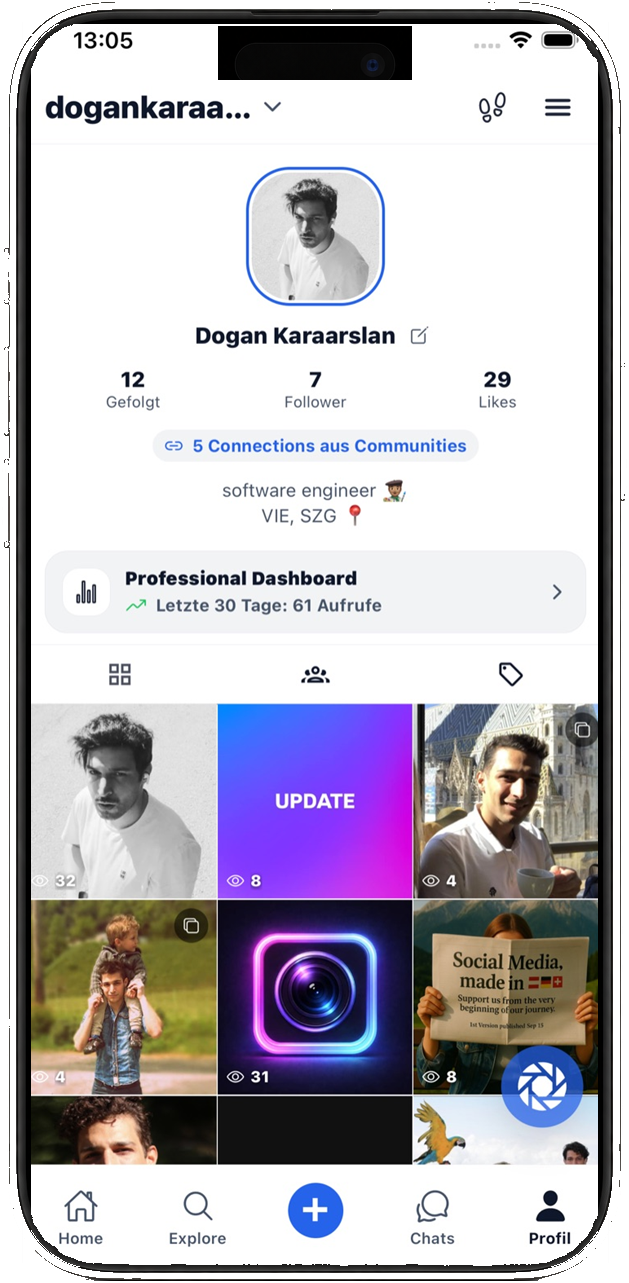 13:05
dogankaraa...
Dogan Karaarslan
12
Gefolgt
7
Follower
29
Likes
5 Connections aus Communities
software engineer 👨🏽‍🎨
VIE, SZG 📍
Professional Dashboard
Letzte 30 Tage: 61 Aufrufe
32
UPDATE
8
4
4
31
Social Media,
made in 🇦🇹🇩🇪🇨🇭
Support us from the very
beginning of our journey.
1st Version published Sep 15
8
Home
Explore
Chats
Profil